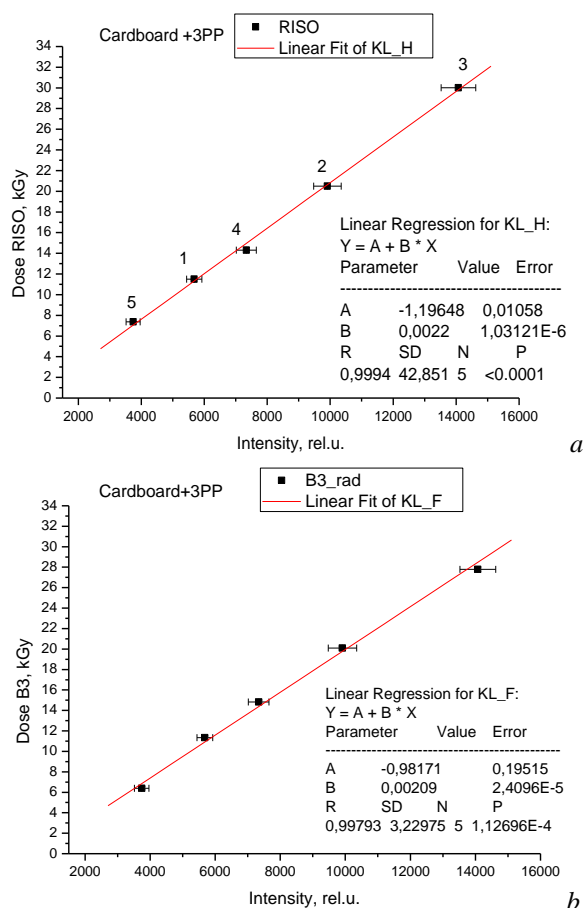 Cardboard +3PP
RISO
Linear Fit of KL_H
34
32
30
28
26
24
22
20
18
16
14
12
10
8
6
4
2
0
Dose RISO, kGy
3
2
4
1
5
Linear Regression for KL_H:
Y = A + B * X
Parameter Value Error
------------------------------------------------------------
A -1,19648 0,01058
B 0,0022 1,03121E-6
R SD N P
0,9994 42,851 5 <0.0001
2000 4000 6000 8000 10000 12000 14000 16000
Intensity, rel.u.
a
Cardboard+3PP
B3_rad
Linear Fit of KL_F
34
32
30
28
26
24
22
20
18
16
14
12
10
8
6
4
2
0
Dose B3, kGy
Linear Regression for KL_F:
Y = A + B * X
Parameter Value Error
------------------------------------------------------------
A -0,98171 0,19515
B 0,00209 2,4096E-5
R SD N P
0,99793 3,22975 5 1,12696E-4
2000 4000 6000 8000 10000 12000 14000 16000
Intensity, rel.u.
b